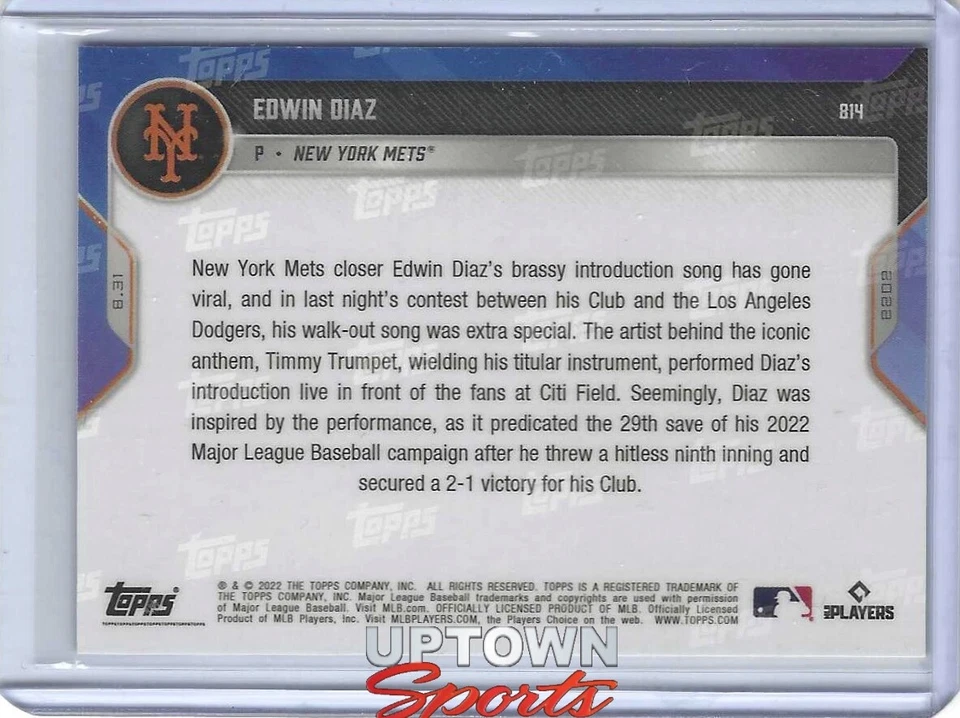 EDWIN DIAZ
814
P • NEW YORK METS®
8.31
2022
New York Mets closer Edwin Diaz's brassy introduction song has gone
viral, and in last night's contest between his Club and the Los Angeles
Dodgers, his walk-out song was extra special. The artist behind the iconic
anthem, Timmy Trumpet, wielding his titular instrument, performed Diaz's
introduction live in front of the fans at Citi Field. Seemingly, Diaz was
inspired by the performance, as it predicated the 29th save of his 2022
Major League Baseball campaign after he threw a hitless ninth inning and
secured a 2-1 victory for his Club.
Topps®
® & © 2022 THE TOPPS COMPANY, INC. ALL RIGHTS RESERVED. TOPPS IS A REGISTERED TRADEMARK OF
THE TOPPS COMPANY, INC. Major League Baseball trademarks and copyrights are used with permission
of Major League Baseball. Visit MLB.com. OFFICIALLY LICENSED PRODUCT OF MLB. Officially Licensed
Product of MLB Players, Inc. Visit MLBPLAYERS.COM, the Players Choice on the web. WWW.TOPPS.COM
MLB PLAYERS
UPTOWN
Sports